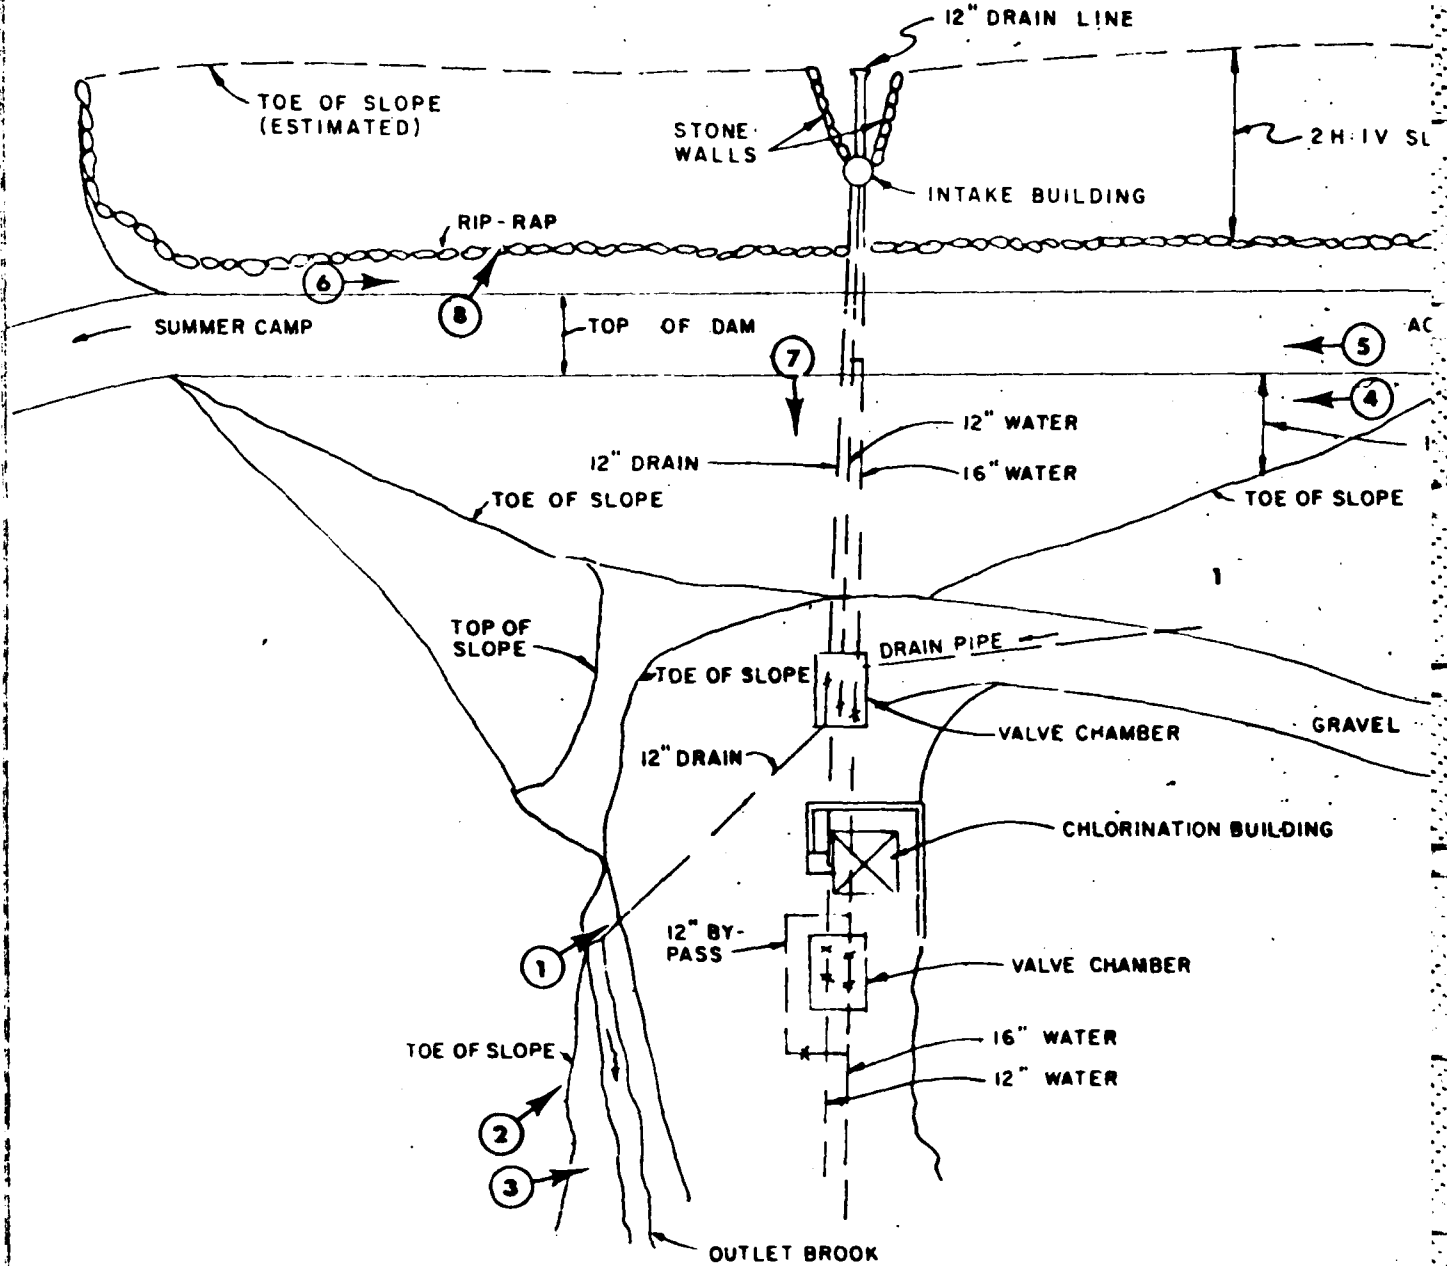 12" DRAIN LINE
TOE OF SLOPE
(ESTIMATED)
STONE
WALLS
2H:1V SL
INTAKE BUILDING
RIP-RAP
6
8
SUMMER CAMP
TOP OF DAM
7
5
AC
4
12" WATER
12" DRAIN
16" WATER
TOE OF SLOPE
TOE OF SLOPE
1
TOP OF
SLOPE
DRAIN PIPE
TOE OF SLOPE
GRAVEL
VALVE CHAMBER
12" DRAIN
CHLORINATION BUILDING
12" BY-
PASS
1
VALVE CHAMBER
16" WATER
TOE OF SLOPE
12" WATER
2
3
OUTLET BROOK